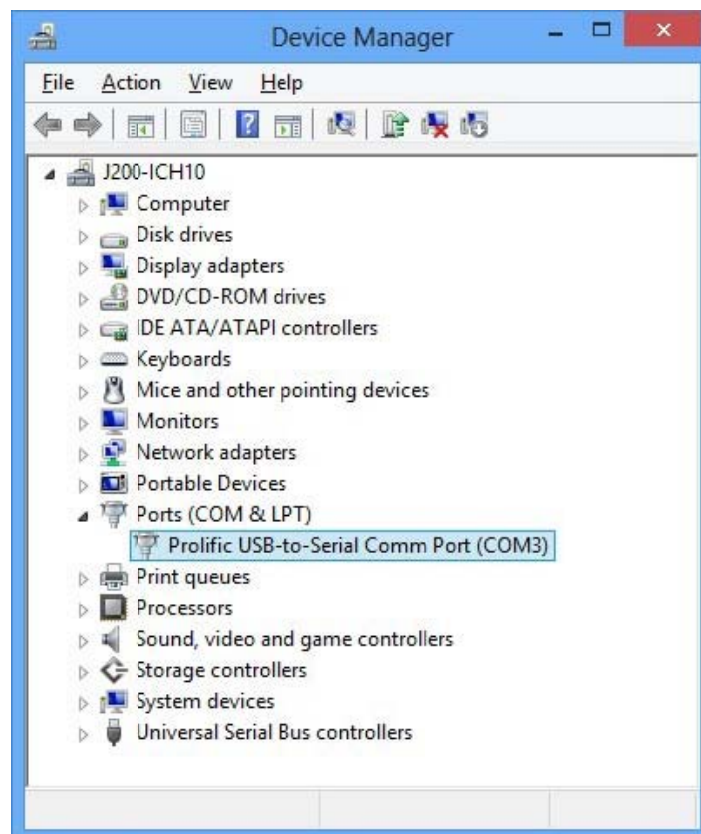 Device Manager
File Action View Help
J200-ICH10
Computer
Disk drives
Display adapters
DVD/CD-ROM drives
IDE ATA/ATAPI controllers
Keyboards
Mice and other pointing devices
Monitors
Network adapters
Portable Devices
Ports (COM & LPT)
Prolific USB-to-Serial Comm Port (COM3)
Print queues
Processors
Sound, video and game controllers
Storage controllers
System devices
Universal Serial Bus controllers